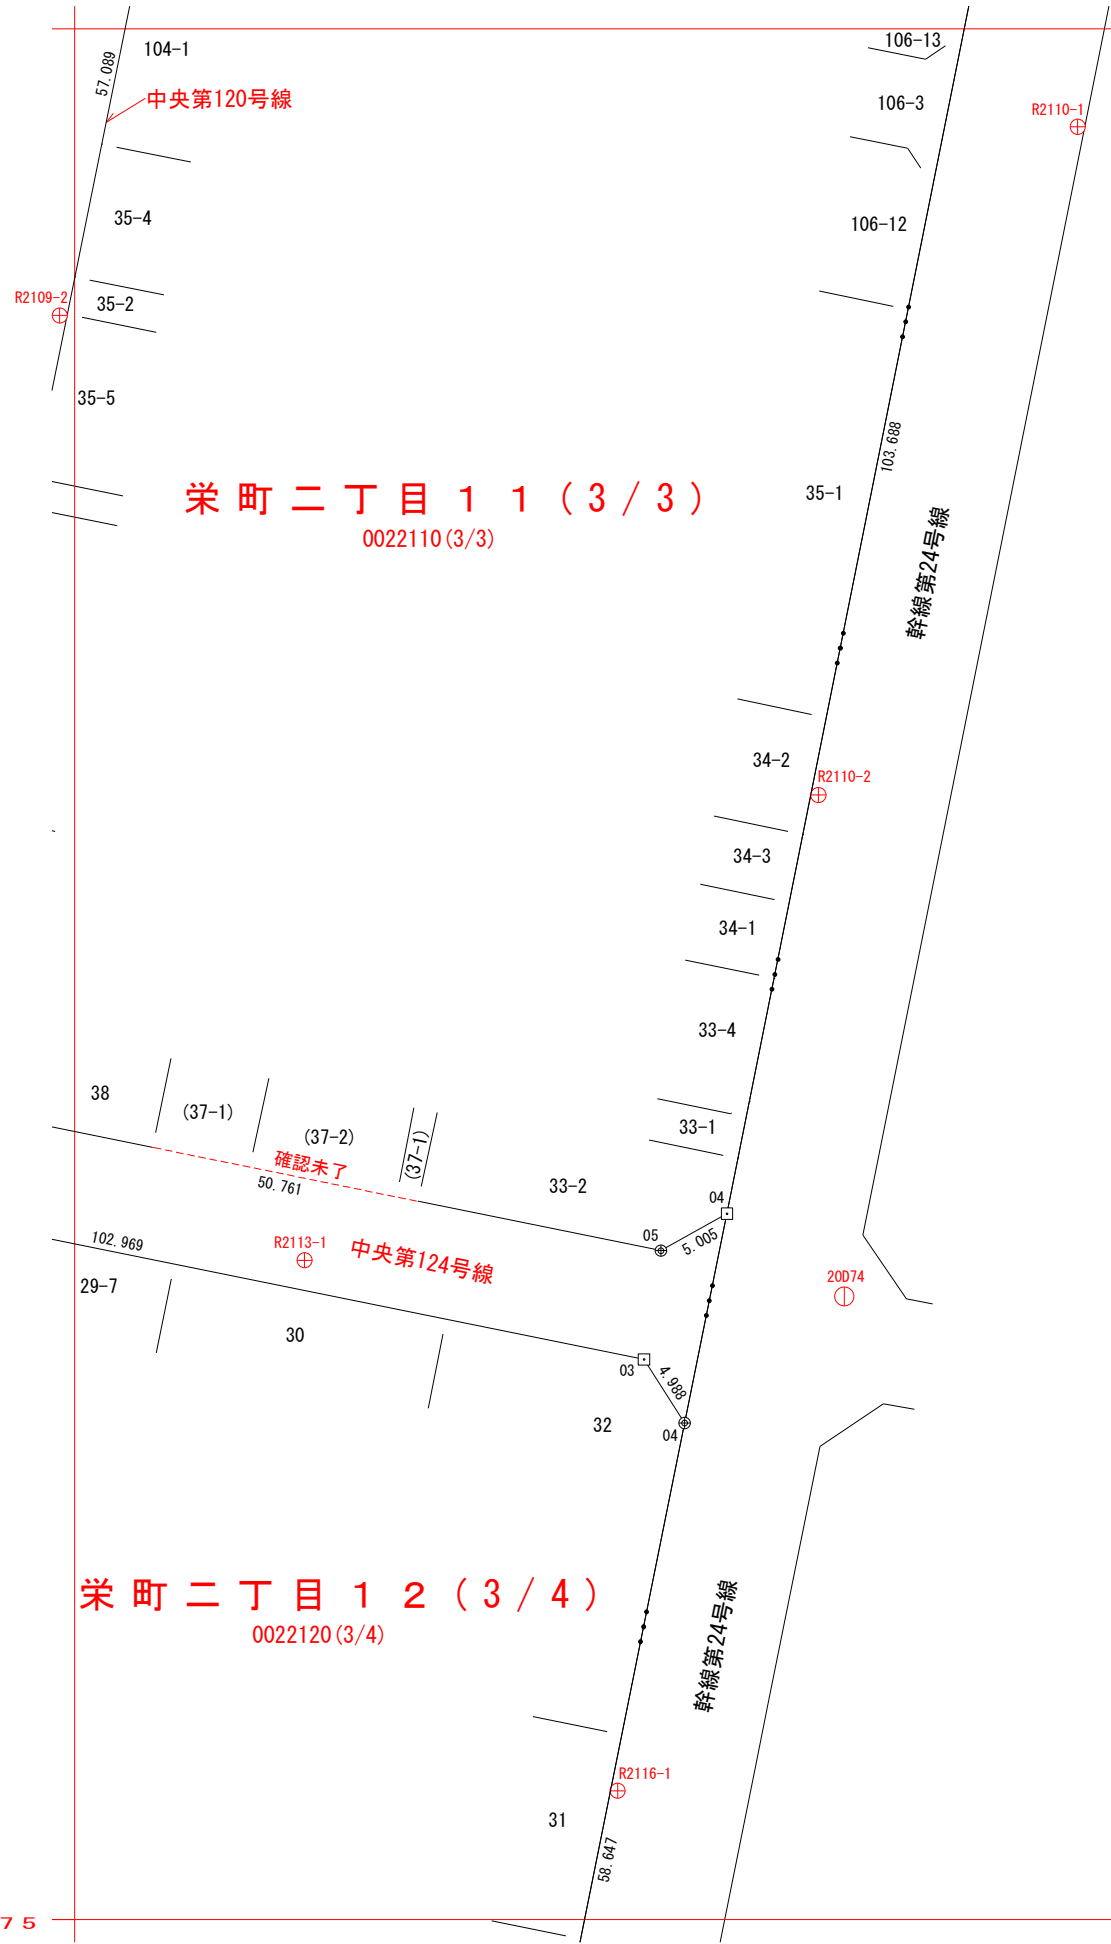 106-13
104-1
57.089
中央第120号線
106-3
R2110-1
35-4
106-12
R2109-2
35-2
35-5
103.688
栄町二丁目11(3/3)
35-1
0022110(3/3)
幹線第24号線
34-2
R2110-2
34-3
34-1
33-4
38
(37-1)
33-1
(37-2)
(37-1)
確認未了
50.761
33-2
04
05
5.005
102.969
R2113-1
中央第124号線
29-7
20D74
30
03
4.988
32
04
栄町二丁目12(3/4)
幹線第24号線
0022120(3/4)
R2116-1
31
58.647
75